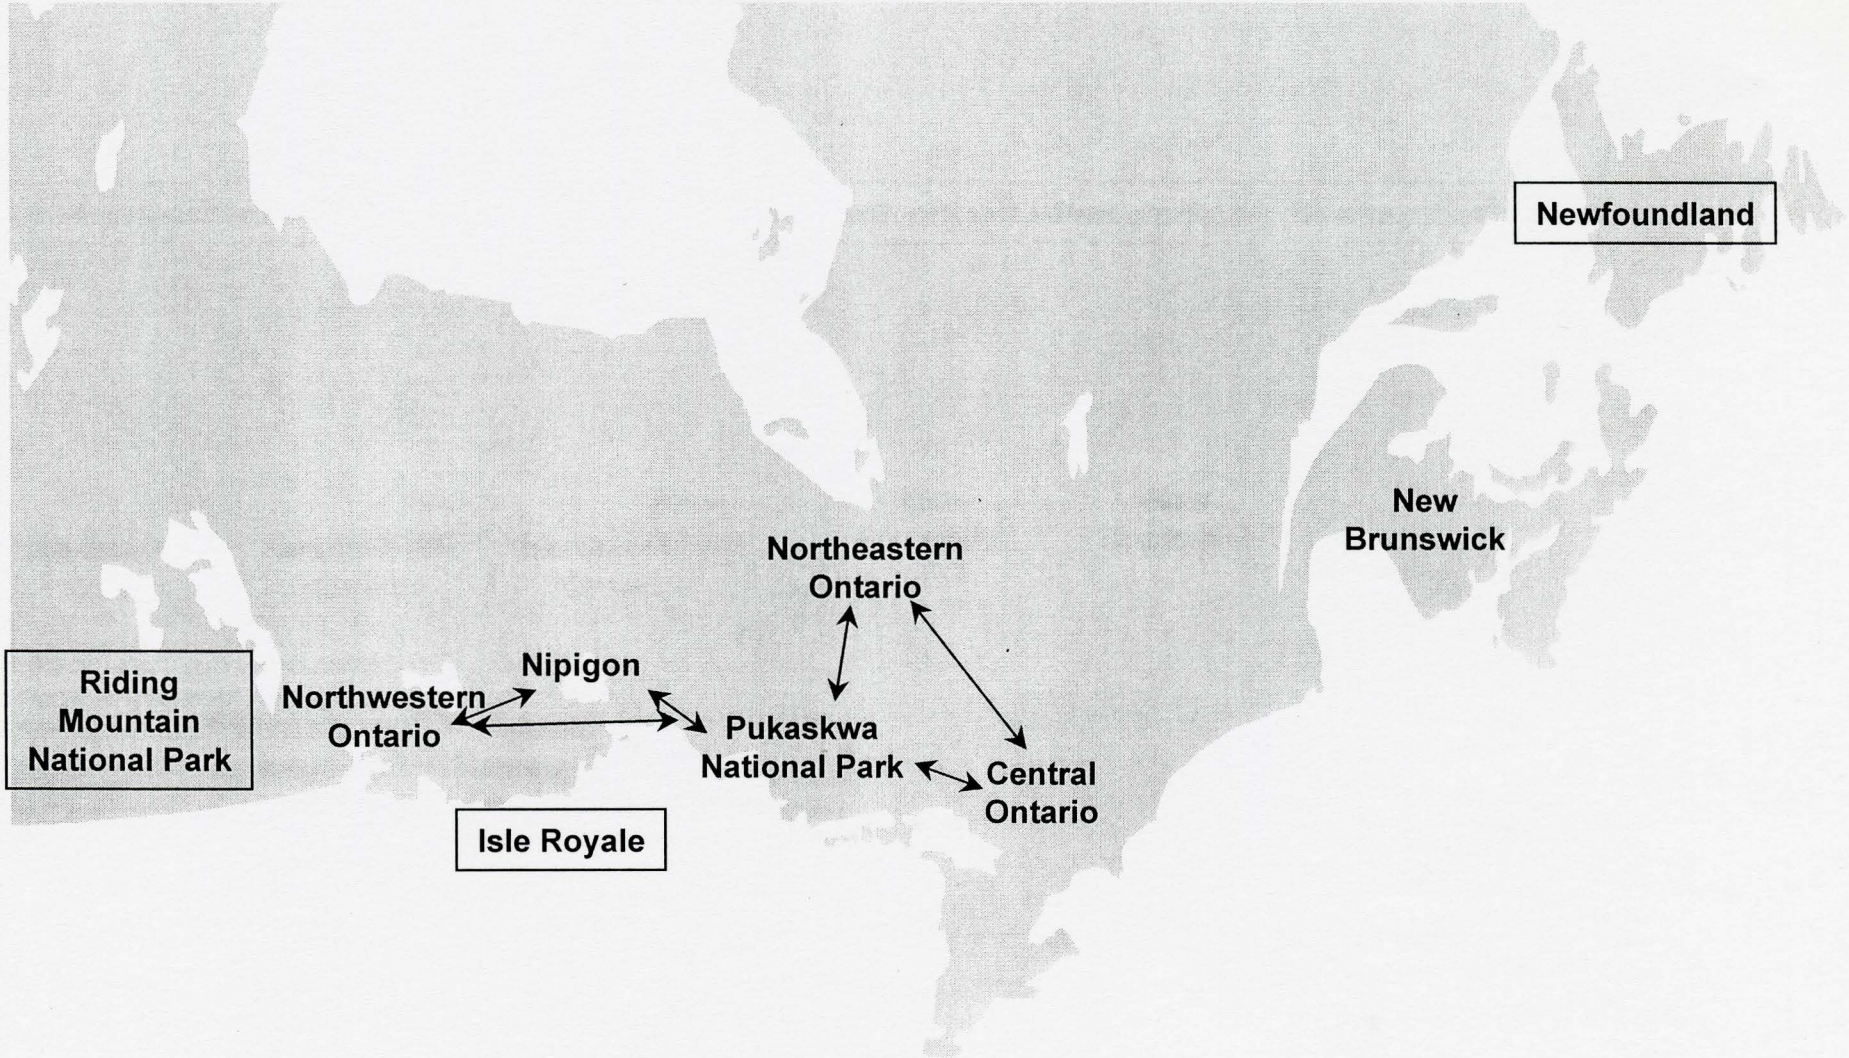 Newfoundland
New
Brunswick
Northeastern
Ontario
Nipigon
Riding
Mountain
National Park
Northwestern
Ontario
Pukaskwa
National Park
Central
Ontario
Isle Royale